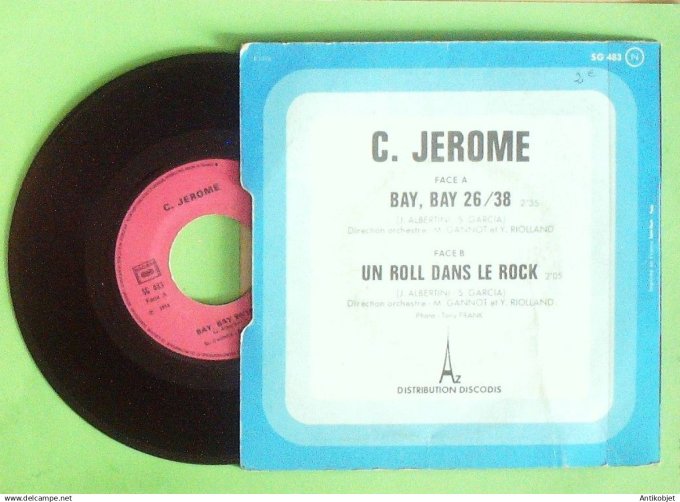 SG 483 N
2€
C. JEROME
FACE A
BAY, BAY 26/38 2'35
(J. ALBERTINI - S. GARCIA)
Direction orchestre : M. GANNOT et Y. RIOLLAND
FACE B
UN ROLL DANS LE ROCK 2'05
(J. ALBERTINI - S. GARCIA)
Direction orchestre : M. GANNOT et Y. RIOLLAND
Photo : Tony FRANK
AZ
DISTRIBUTION DISCODIS
C. JEROME
SG 483
Face A
BAY, BAY
www.delcampe.net
Antikobjet